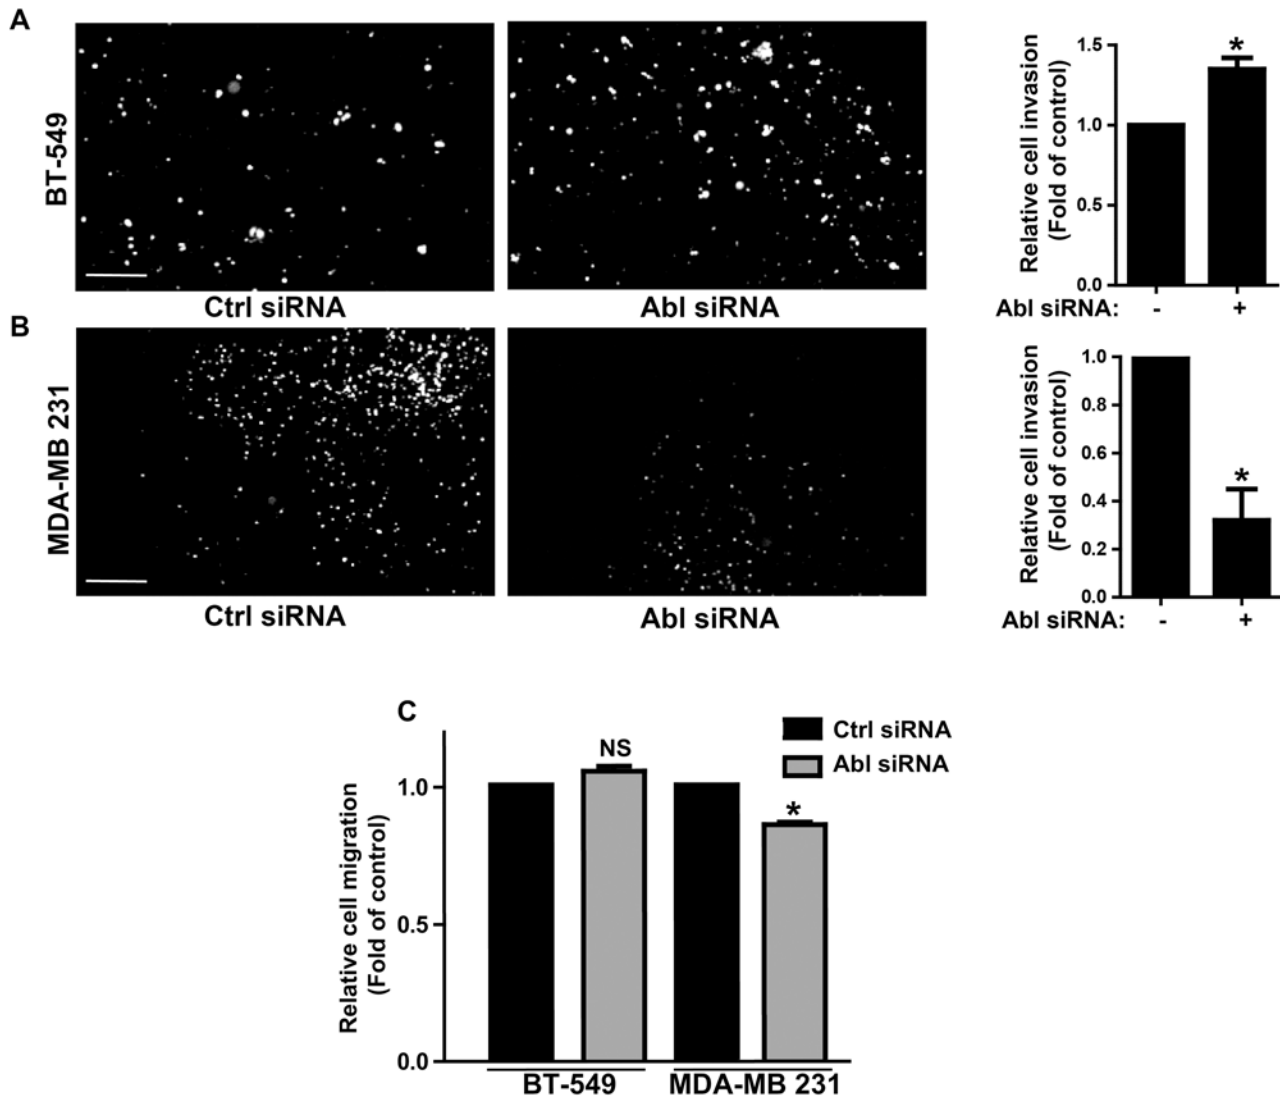 A
BT-549
Ctrl siRNA
Abl siRNA
Relative cell invasion
(Fold of control)
1.5
1.0
0.5
0.0
*
Abl siRNA: - +
B
MDA-MB 231
Ctrl siRNA
Abl siRNA
Relative cell invasion
(Fold of control)
1.0
0.8
0.6
0.4
0.2
0.0
*
Abl siRNA: - +
C
Relative cell migration
(Fold of control)
1.0
0.5
0.0
NS
*
Ctrl siRNA
Abl siRNA
BT-549
MDA-MB 231